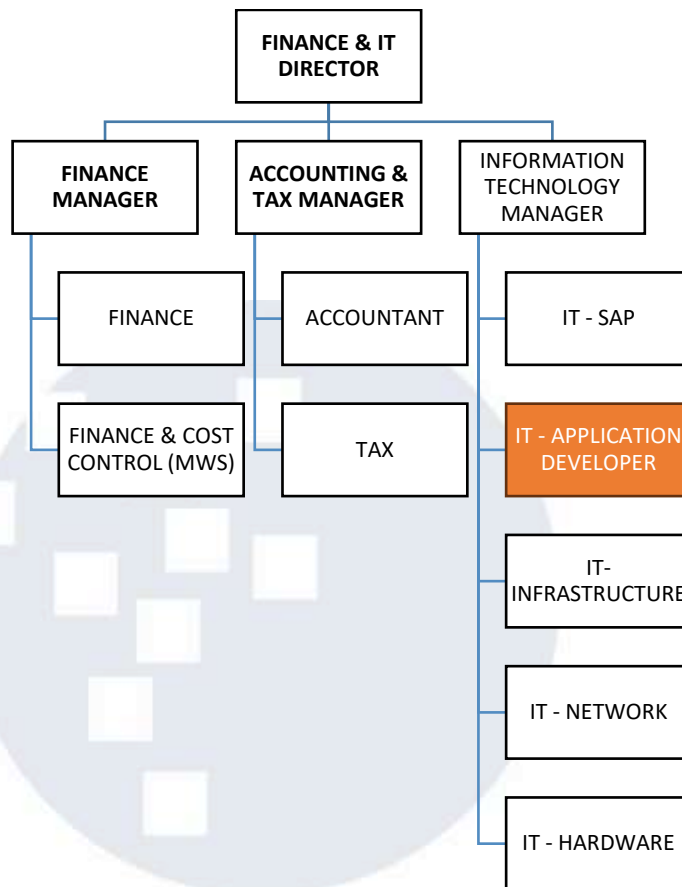 FINANCE & IT
DIRECTOR
FINANCE
MANAGER
ACCOUNTING &
TAX MANAGER
INFORMATION
TECHNOLOGY
MANAGER
FINANCE
ACCOUNTANT
IT - SAP
FINANCE & COST
CONTROL (MWS)
TAX
IT - APPLICATION
DEVELOPER
IT-
INFRASTRUCTURE
IT - NETWORK
IT - HARDWARE